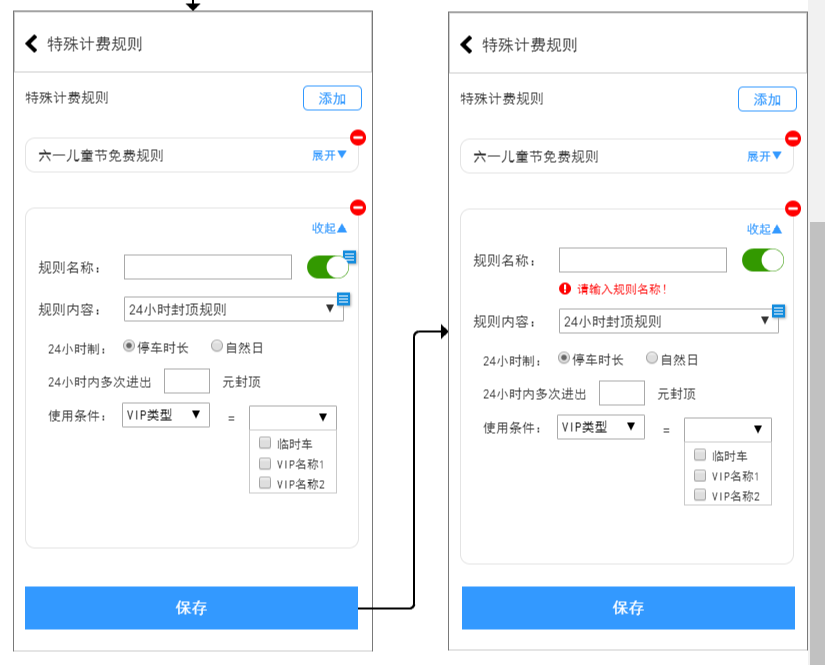 特殊计费规则
特殊计费规则 添加
六一儿童节免费规则 展开▼
收起▲
规则名称：
规则内容： 24小时封顶规则 ▼
24小时制： 停车时长 自然日
24小时内多次进出 元封顶
使用条件： VIP类型 ▼ = ▼
临时车
VIP名称1
VIP名称2
保存
特殊计费规则
特殊计费规则 添加
六一儿童节免费规则 展开▼
收起▲
规则名称：
请输入规则名称！
规则内容： 24小时封顶规则 ▼
24小时制： 停车时长 自然日
24小时内多次进出 元封顶
使用条件： VIP类型 ▼ = ▼
临时车
VIP名称1
VIP名称2
保存